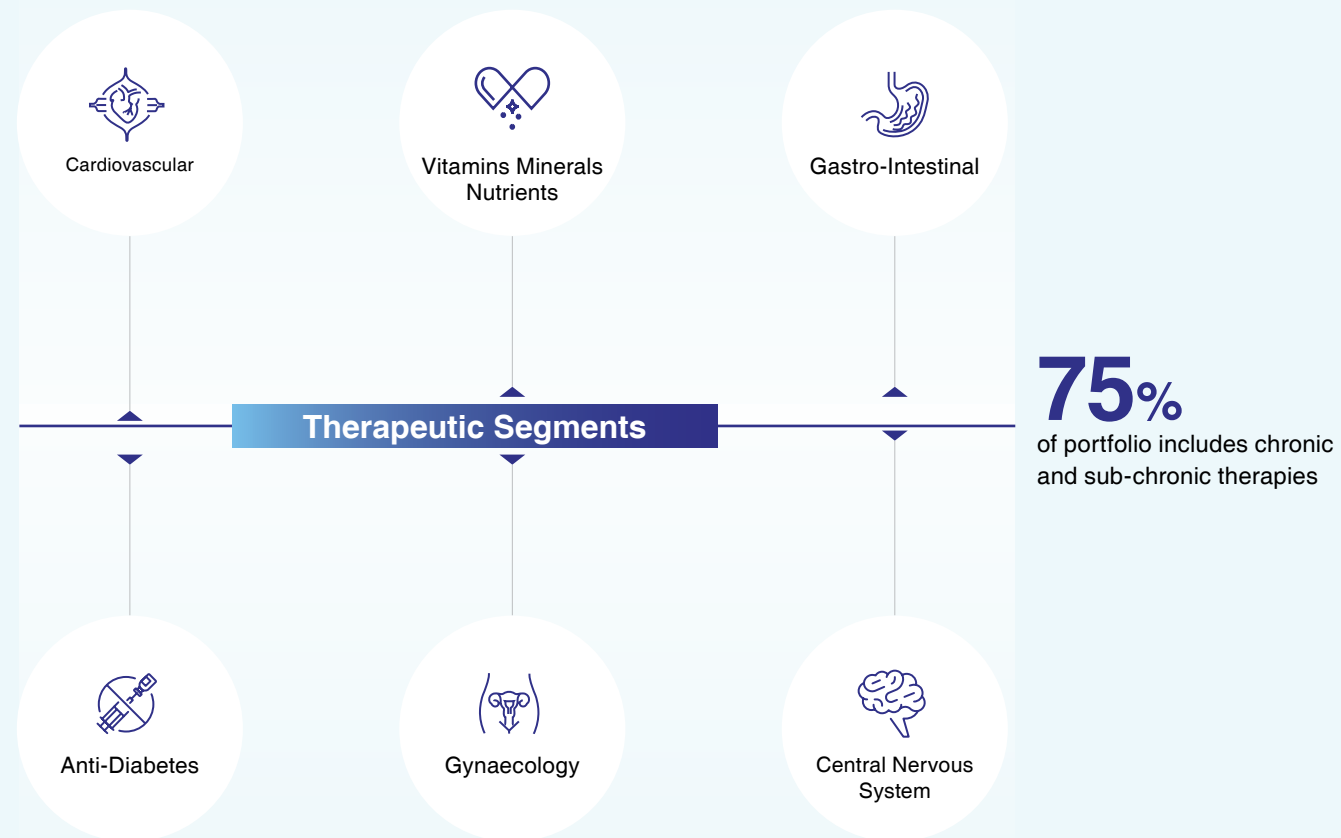 Cardiovascular
Vitamins Minerals
Nutrients
Gastro-Intestinal
Therapeutic Segments
75%
of portfolio includes chronic
and sub-chronic therapies
Anti-Diabetes
Gynaecology
Central Nervous
System